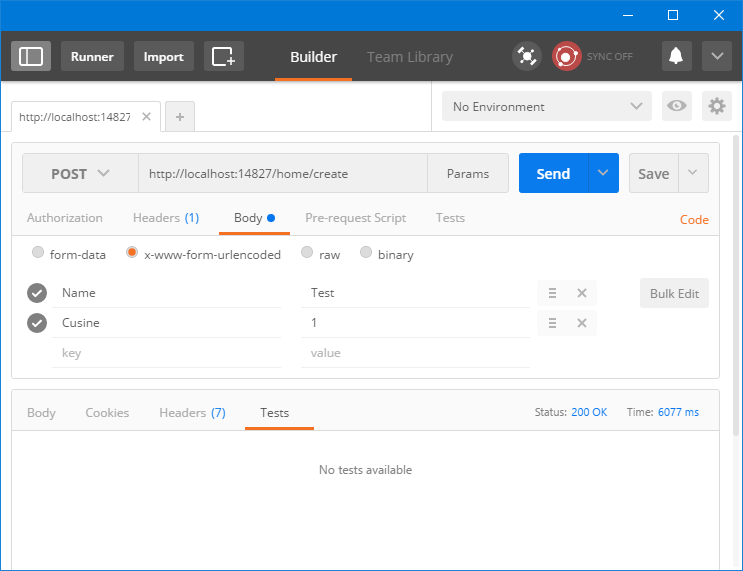 Runner Import Builder Team Library SYNC OFF
http://localhost:14827 No Environment
POST http://localhost:14827/home/create Params Send Save
Authorization Headers (1) Body Pre-request Script Tests Code
form-data x-www-form-urlencoded raw binary
Name Test Bulk Edit
Cusine 1
key value
Body Cookies Headers (7) Tests Status: 200 OK Time: 6077 ms
No tests available